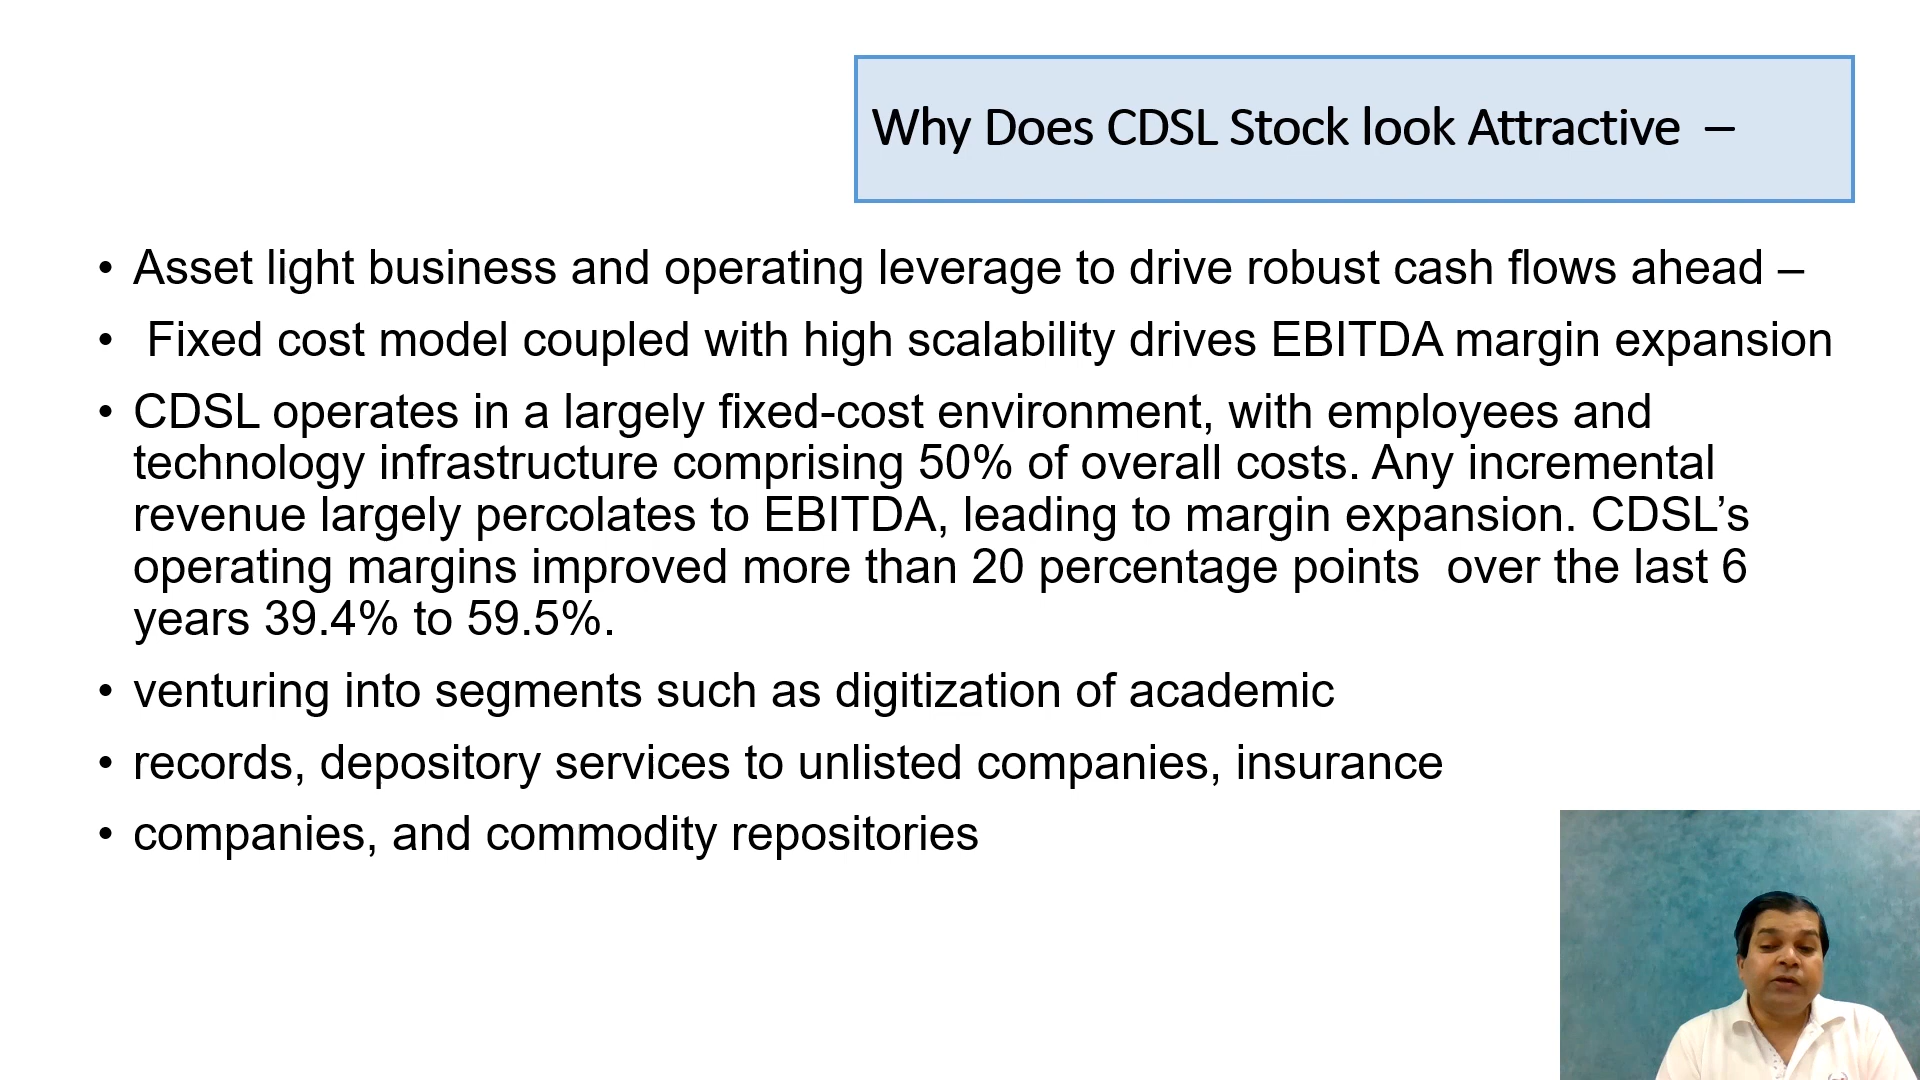 Why Does CDSL Stock look Attractive –
• Asset light business and operating leverage to drive robust cash flows ahead –
• Fixed cost model coupled with high scalability drives EBITDA margin expansion
• CDSL operates in a largely fixed-cost environment, with employees and
technology infrastructure comprising 50% of overall costs. Any incremental
revenue largely percolates to EBITDA, leading to margin expansion. CDSL’s
operating margins improved more than 20 percentage points over the last 6
years 39.4% to 59.5%.
• venturing into segments such as digitization of academic
• records, depository services to unlisted companies, insurance
• companies, and commodity repositories